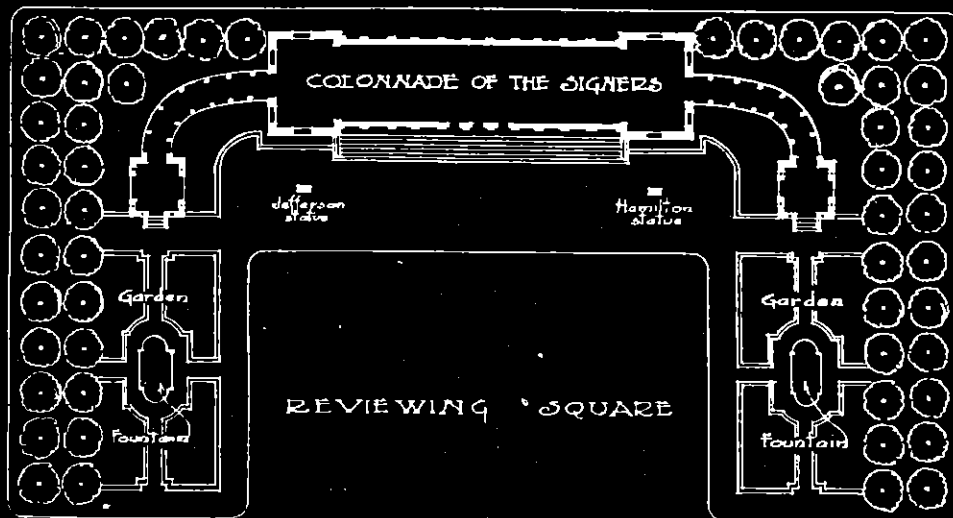 COLONNADE OF THE SIGNERS
Jefferson
statue
Hamilton
statue
Garden
Garden
REVIEWING SQUARE
Fountain
Fountain